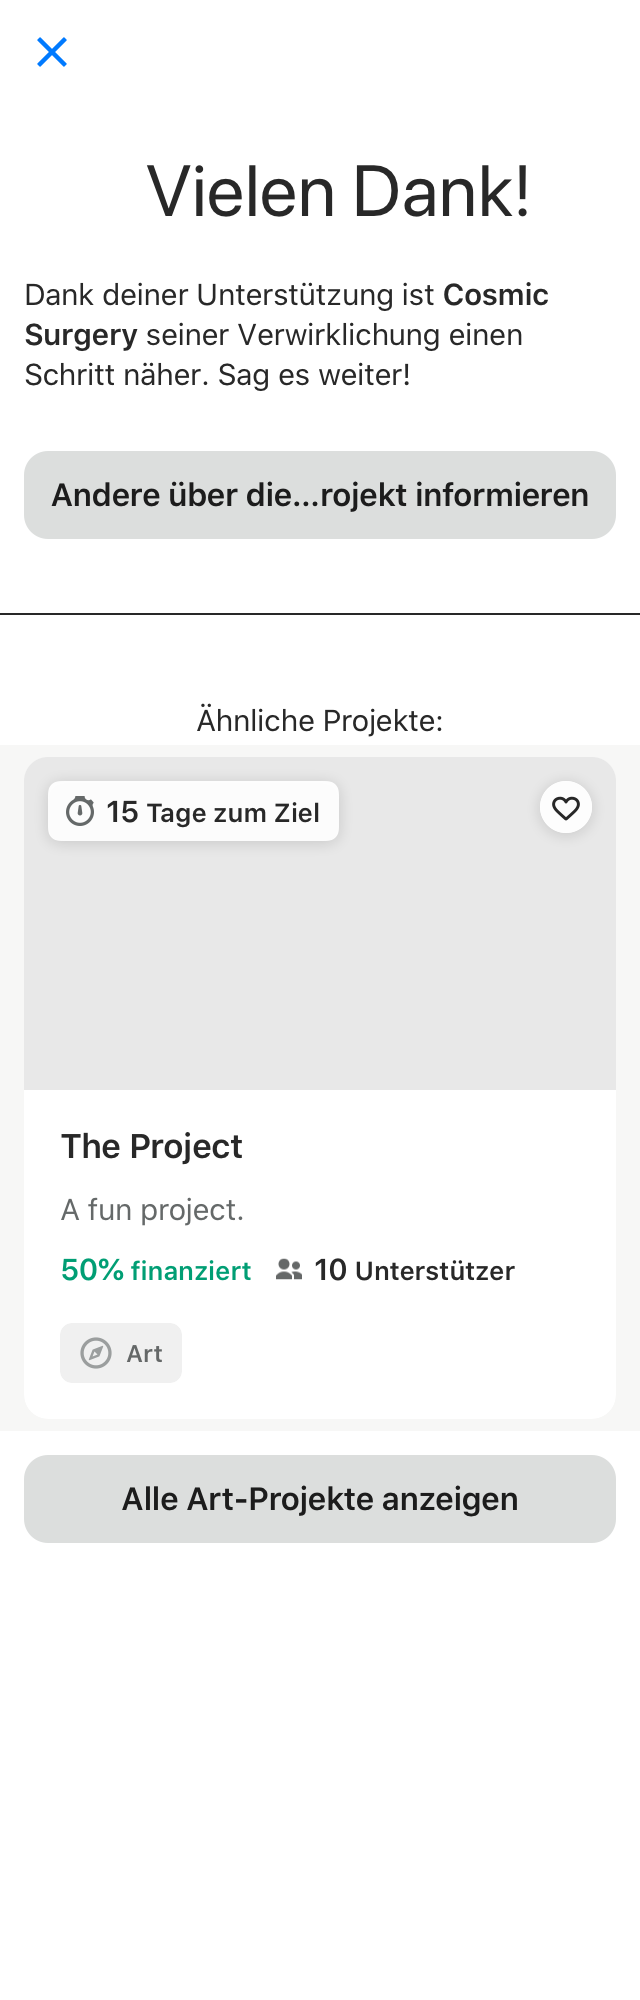 Vielen Dank!
Dank deiner Unterstützung ist Cosmic
Surgery seiner Verwirklichung einen
Schritt näher. Sag es weiter!
Andere über die...rojekt informieren
Ähnliche Projekte:
15 Tage zum Ziel
The Project
A fun project.
50% finanziert 10 Unterstützer
Art
Alle Art-Projekte anzeigen